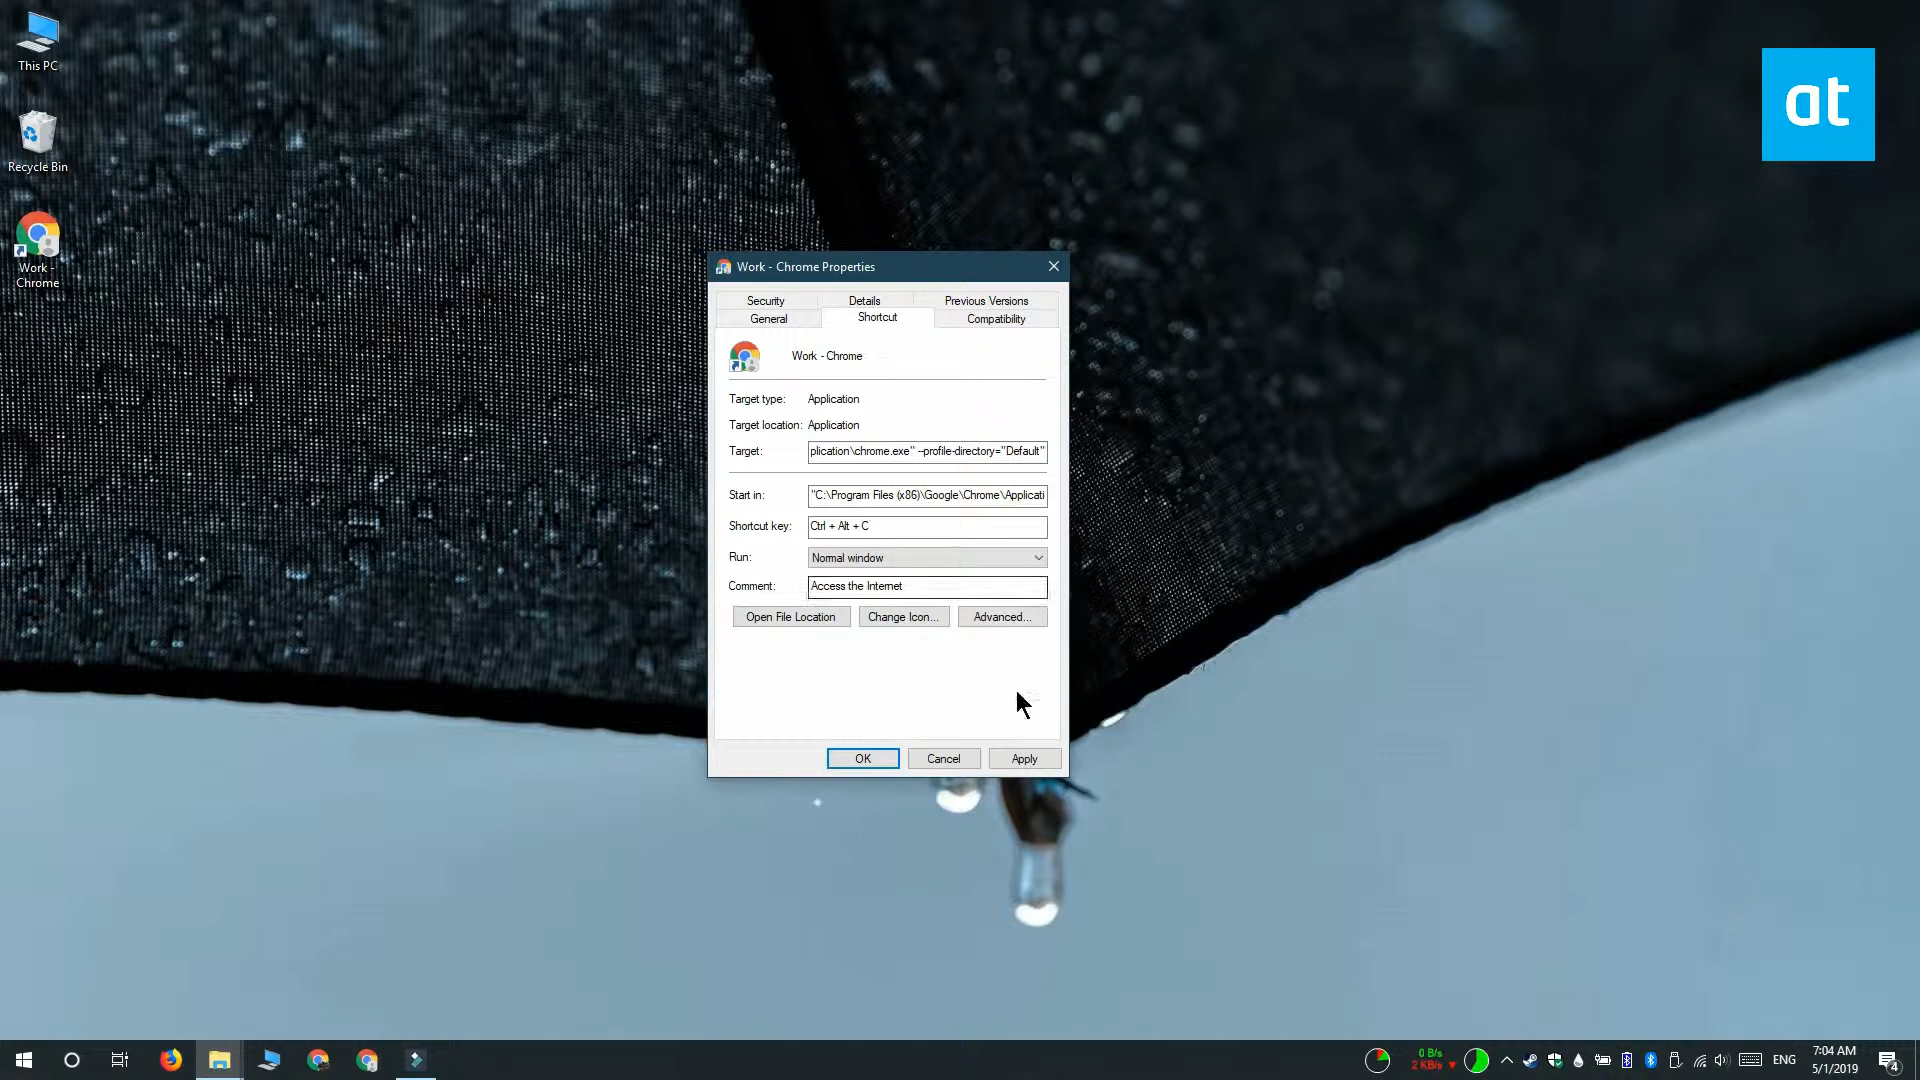 This PC
Recycle Bin
Work -
Chrome
at
Work - Chrome Properties
Security
Details
Previous Versions
General
Shortcut
Compatibility
Work - Chrome
Target type:
Application
Target location:
Application
Target:
plication\chrome.exe" --profile-directory="Default"
Start in:
"C:\Program Files (x86)\Google\Chrome\Applicati
Shortcut key:
Ctrl + Alt + C
Run:
Normal window
Comment:
Access the Internet
Open File Location
Change Icon...
Advanced...
OK
Cancel
Apply
0 B/s
2 KB/s
ENG
7:04 AM
5/1/2019
4